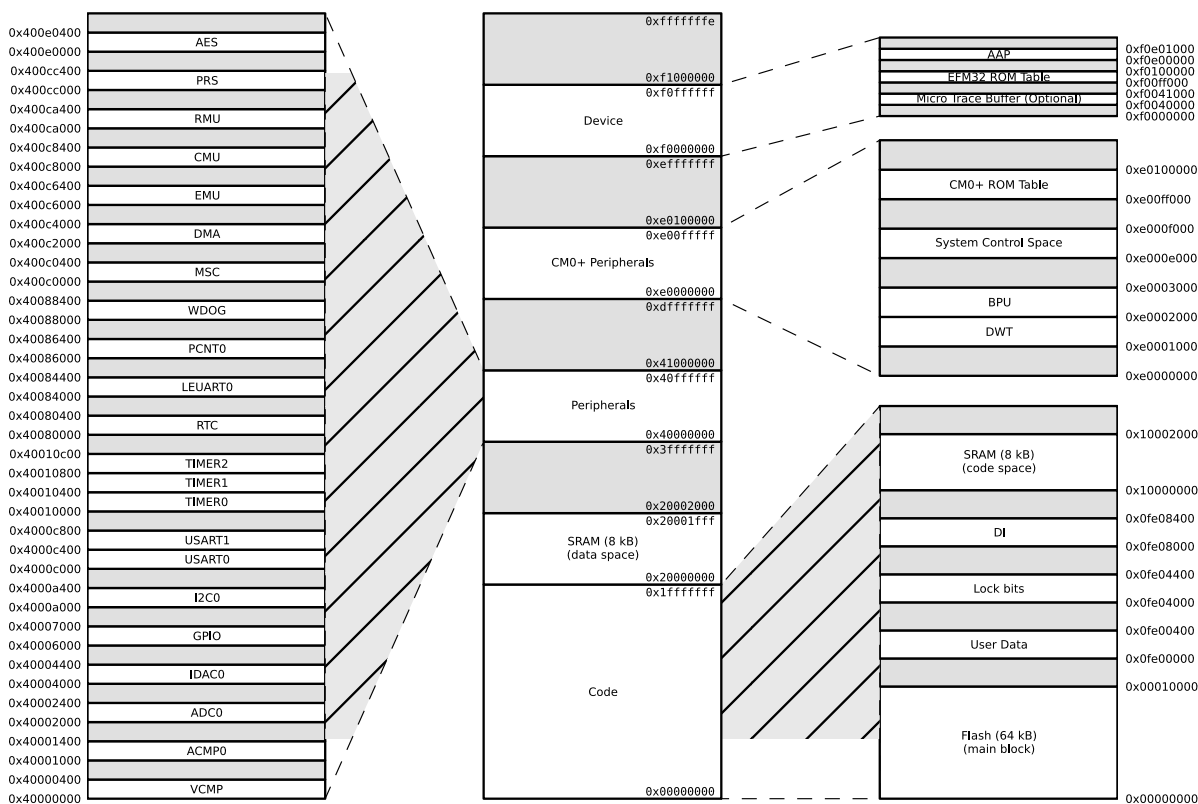 0x400e0400
AES
0x400e0000
0x400cc400
PRS
0x400cc000
0x400ca400
RMU
0x400ca000
0x400c8400
CMU
0x400c8000
0x400c6400
EMU
0x400c6000
0x400c4000
DMA
0x400c2000
0x400c0400
MSC
0x400c0000
0x40088400
WDOG
0x40088000
0x40086400
PCNT0
0x40086000
0x40084400
LEUART0
0x40084000
0x40080400
RTC
0x40080000
0x40010c00
TIMER2
0x40010800
TIMER1
0x40010400
TIMER0
0x40010000
0x4000c800
USART1
0x4000c400
USART0
0x4000c000
0x4000a400
I2C0
0x4000a000
0x40007000
GPIO
0x40006000
0x40004400
IDAC0
0x40004000
0x40002400
ADC0
0x40002000
0x40001400
ACMP0
0x40001000
0x40000400
VCMP
0x40000000
0xfffffffe
0xf1000000
0xf0ffffff
Device
0xf0000000
0xefffffff
0xe0100000
0xe00fffff
CM0+ Peripherals
0xe0000000
0xdfffffff
0x41000000
0x40ffffff
Peripherals
0x40000000
0x3fffffff
0x20002000
0x20001fff
SRAM (8 kB)
(data space)
0x20000000
0x1fffffff
Code
0x00000000
0xf0e01000
AAP
0xf0e00000
0xf0100000
EFM32 ROM Table
0xf00ff000
0xf0041000
Micro Trace Buffer (Optional)
0xf0040000
0xf0000000
0xe0100000
CM0+ ROM Table
0xe00ff000
0xe000f000
System Control Space
0xe000e000
0xe0003000
BPU
0xe0002000
DWT
0xe0001000
0xe0000000
0x10002000
SRAM (8 kB)
(code space)
0x10000000
0x0fe08400
DI
0x0fe08000
0x0fe04400
Lock bits
0x0fe04000
0x0fe00400
User Data
0x0fe00000
0x00010000
Flash (64 kB)
(main block)
0x00000000